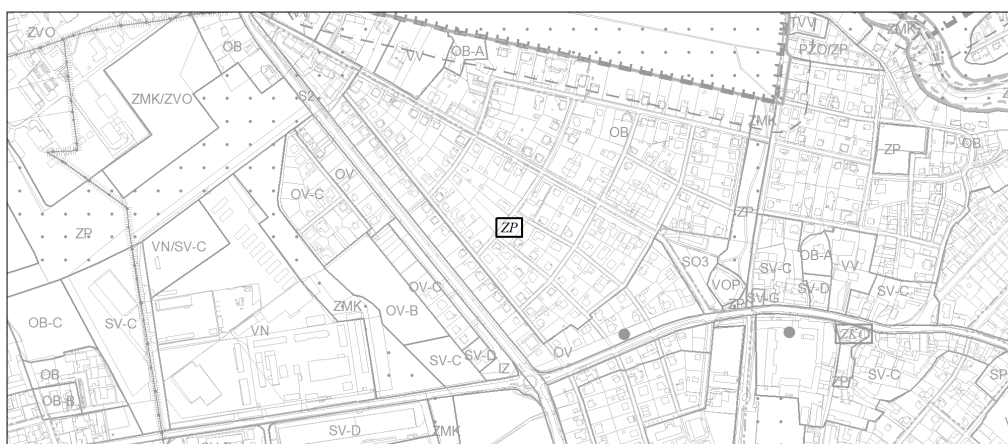 ZVO
OB
OB-A
VV
TVV
PZO/ZP
ZMK
ZMK/ZVO
SZ
OB
ZMK
ZP
OB
OV
OV-C
ZP
ZP
ZP
VN/SV-C
SO3
SV-C
OB-A
VV
OV-C
VOP
SV-D
SV-C
OB-C
SV-C
VN
ZMK
OV-B
ZP
SV-G
OV
SV-C
SV-D
IZ
OB
OB-B
ZP
SV-C
SP
SV-D
ZMK